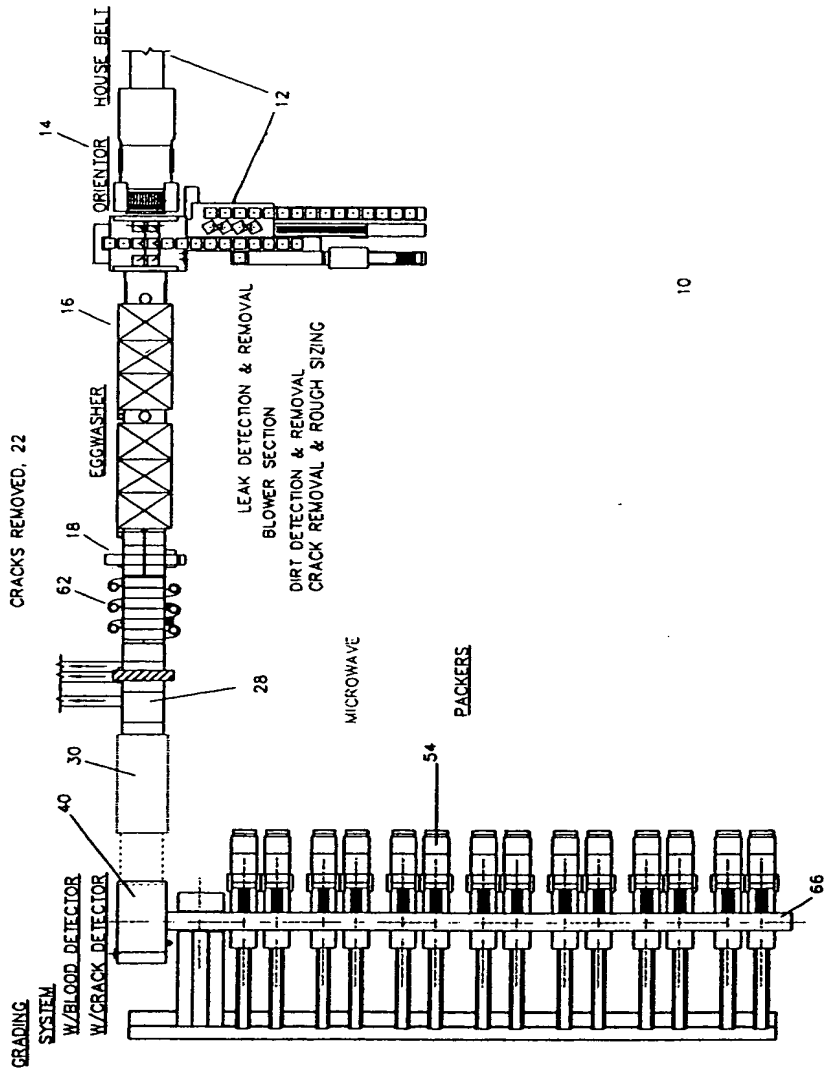 CRACKS REMOVED, 22
GRADING
SYSTEM
W/BLOOD DETECTOR
W/CRACK DETECTOR
40
30
28
62
18
EGGWASHER
16
ORIENTOR
14
HOUSE BELT
12
LEAK DETECTION & REMOVAL
BLOWER SECTION
DIRT DETECTION & REMOVAL
CRACK REMOVAL & ROUGH SIZING
MICROWAVE
PACKERS
54
66
10